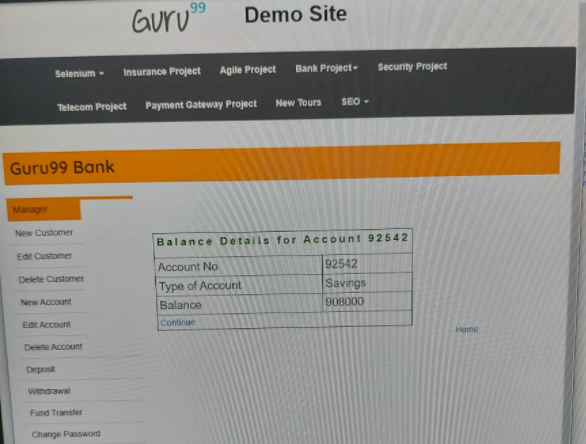 Guru99 Demo Site
Selenium Insurance Project Agile Project Bank Project Security Project
Telecom Project Payment Gateway Project New Tours SEO
Guru99 Bank
Manager
New Customer
Edit Customer
Delete Customer
New Account
Edit Account
Delete Account
Deposit
Withdrawal
Fund Transfer
Change Password
Balance Details for Account 92542
Account No 92542
Type of Account Savings
Balance 908000
Continue
Home